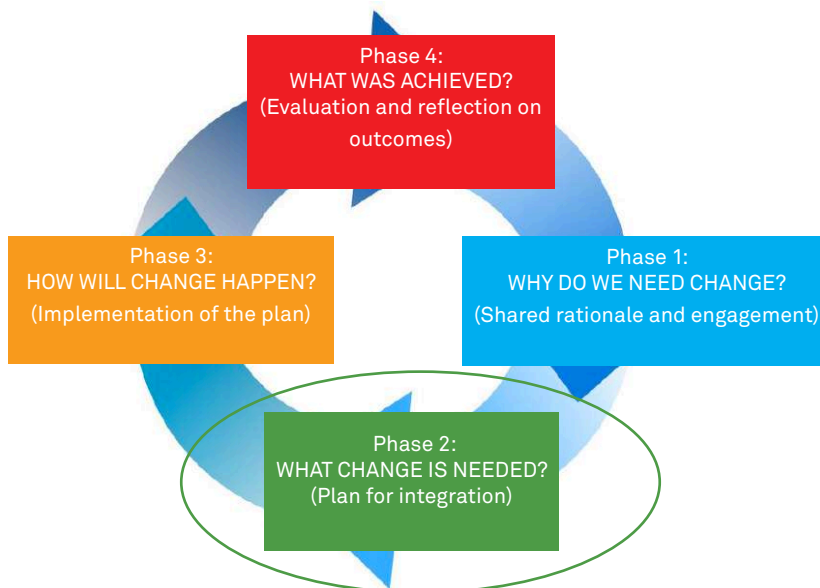 Phase 4:
WHAT WAS ACHIEVED?
(Evaluation and reflection on
outcomes)
Phase 3:
HOW WILL CHANGE HAPPEN?
(Implementation of the plan)
Phase 1:
WHY DO WE NEED CHANGE?
(Shared rationale and engagement)
Phase 2:
WHAT CHANGE IS NEEDED?
(Plan for integration)